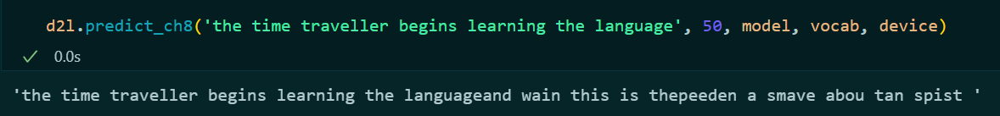 d2l.predict_ch8('the time traveller begins learning the language', 50, model, vocab, device)
✓ 0.0s
'the time traveller begins learning the languageand wain this is thepeeden a smave abou tan spist '